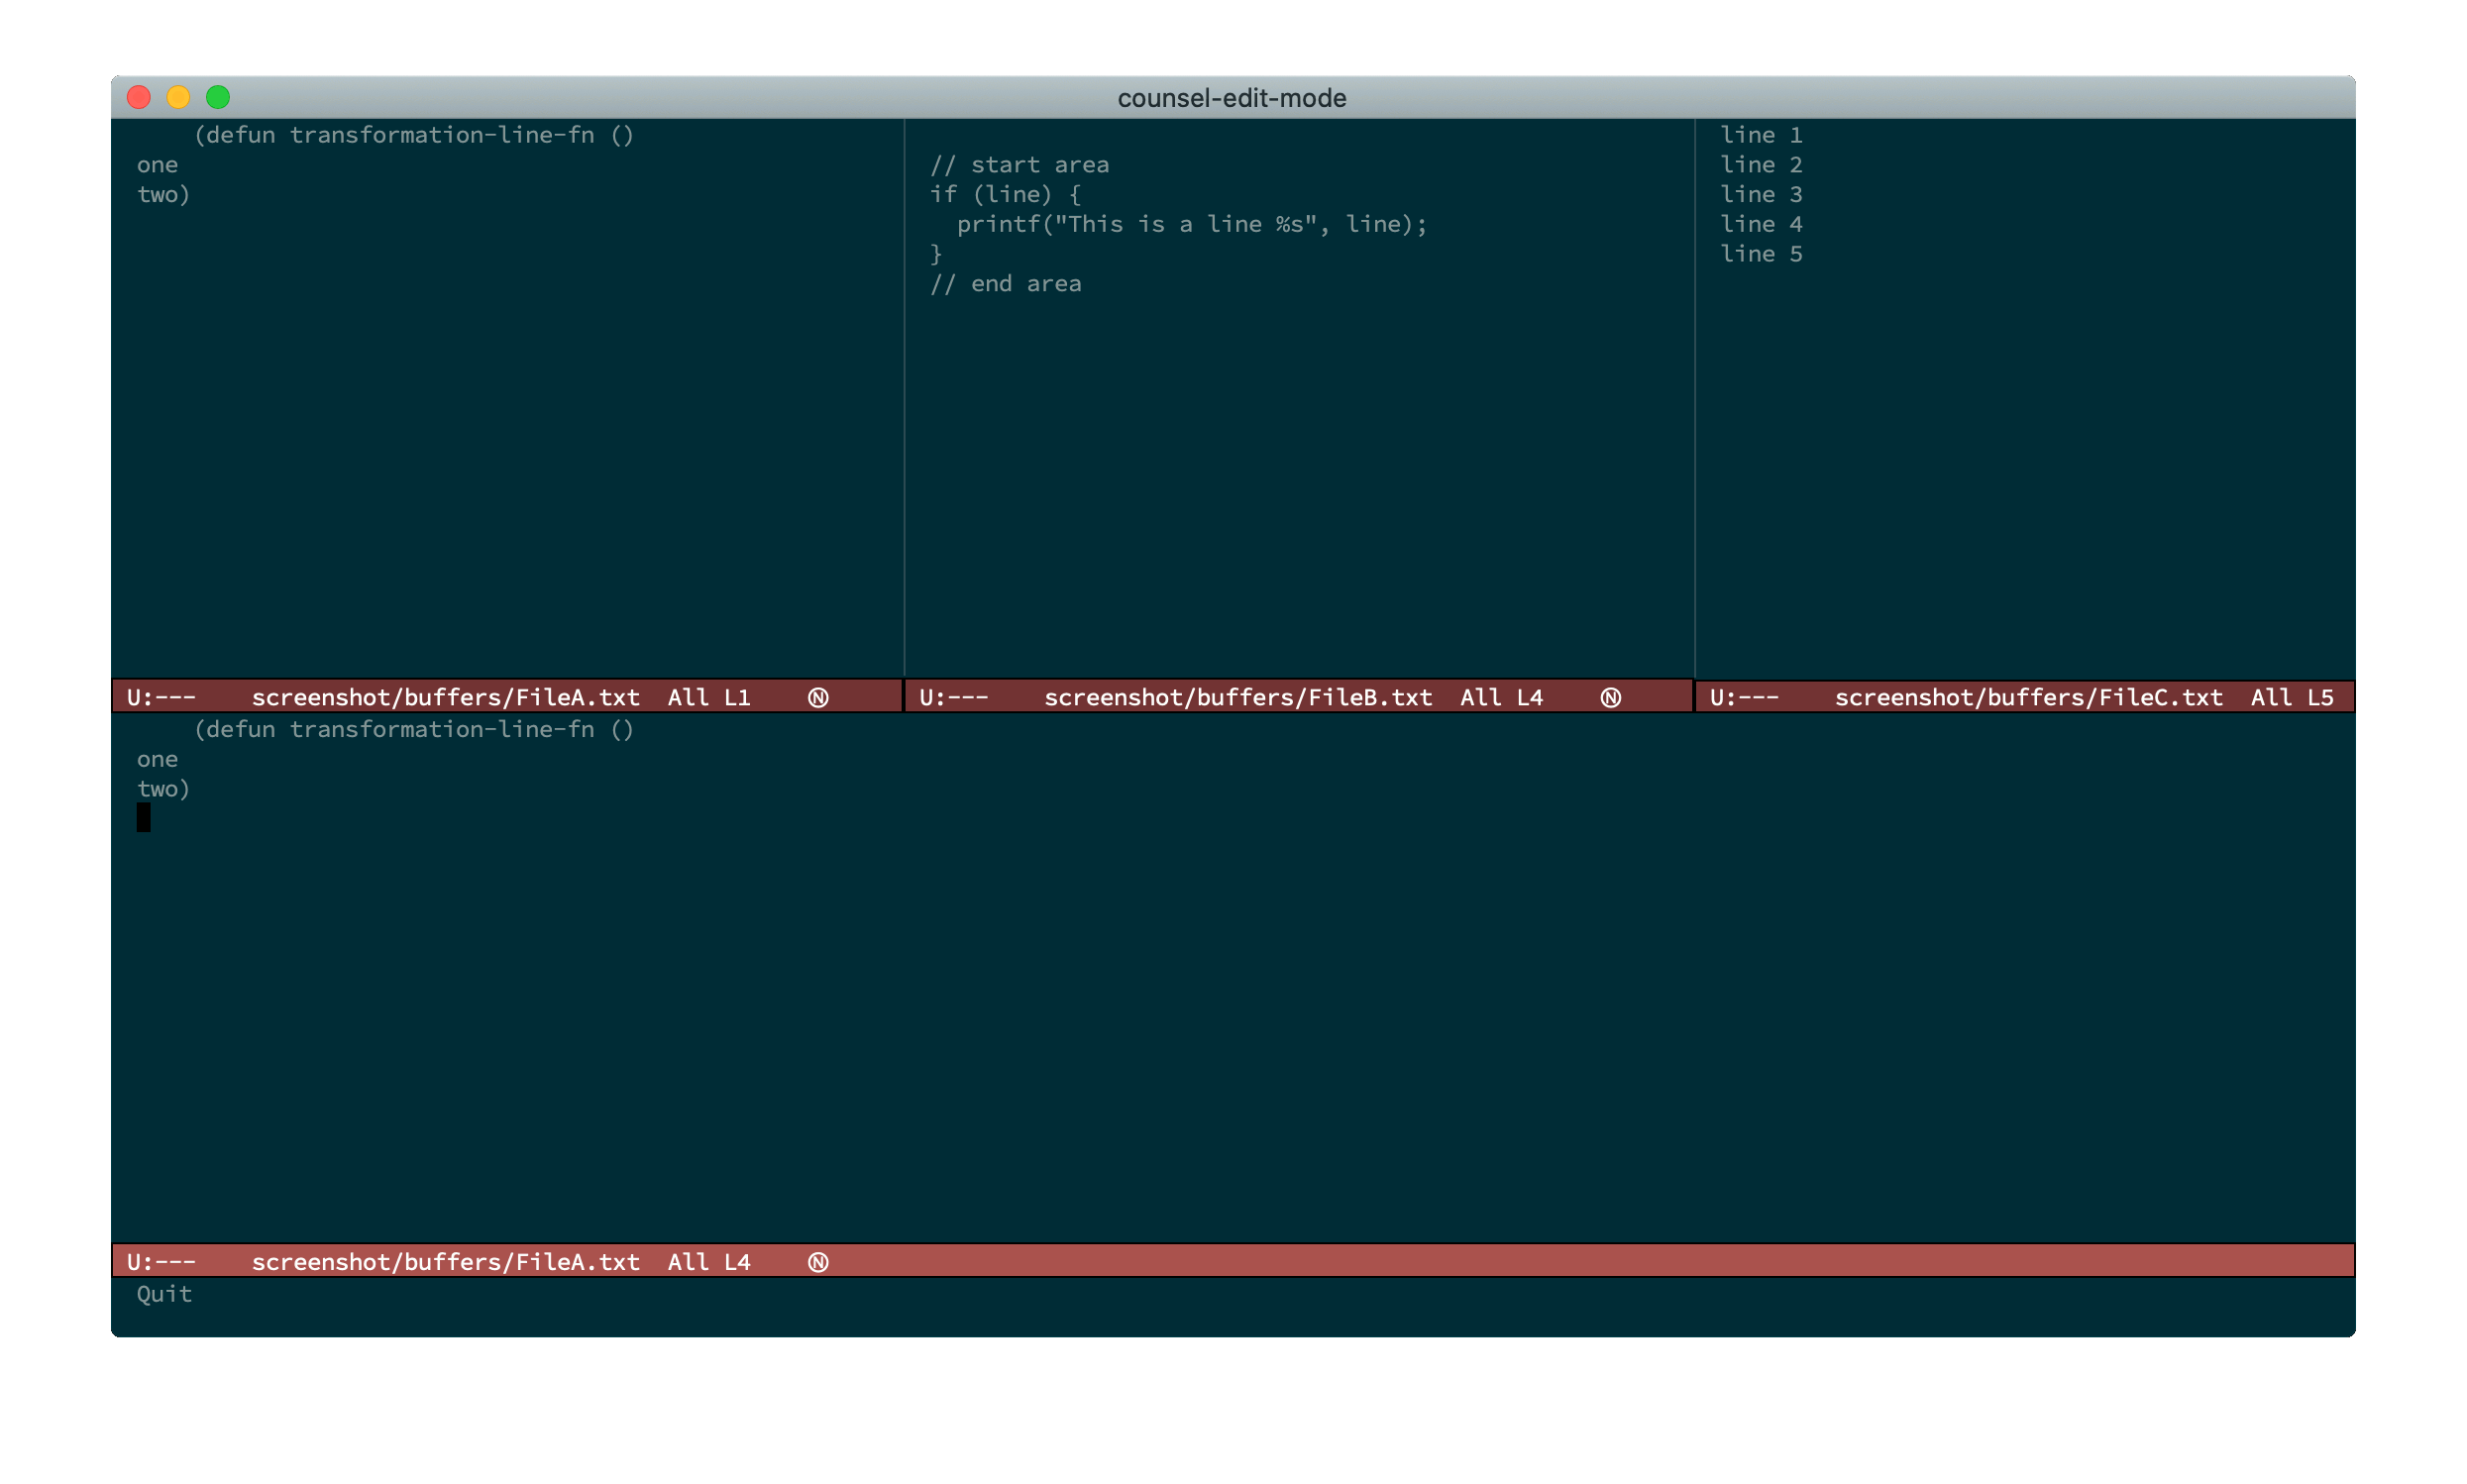 counsel-edit-mode
(defun transformation-line-fn ()
one
two)
// start area
if (line) {
  printf("This is a line %s", line);
}
// end area
line 1
line 2
line 3
line 4
line 5
U:---    screenshot/buffers/FileA.txt  All L1    Ⓝ
U:---    screenshot/buffers/FileB.txt  All L4    Ⓝ
U:---    screenshot/buffers/FileC.txt  All L5
(defun transformation-line-fn ()
one
two)
U:---    screenshot/buffers/FileA.txt  All L4    Ⓝ
Quit